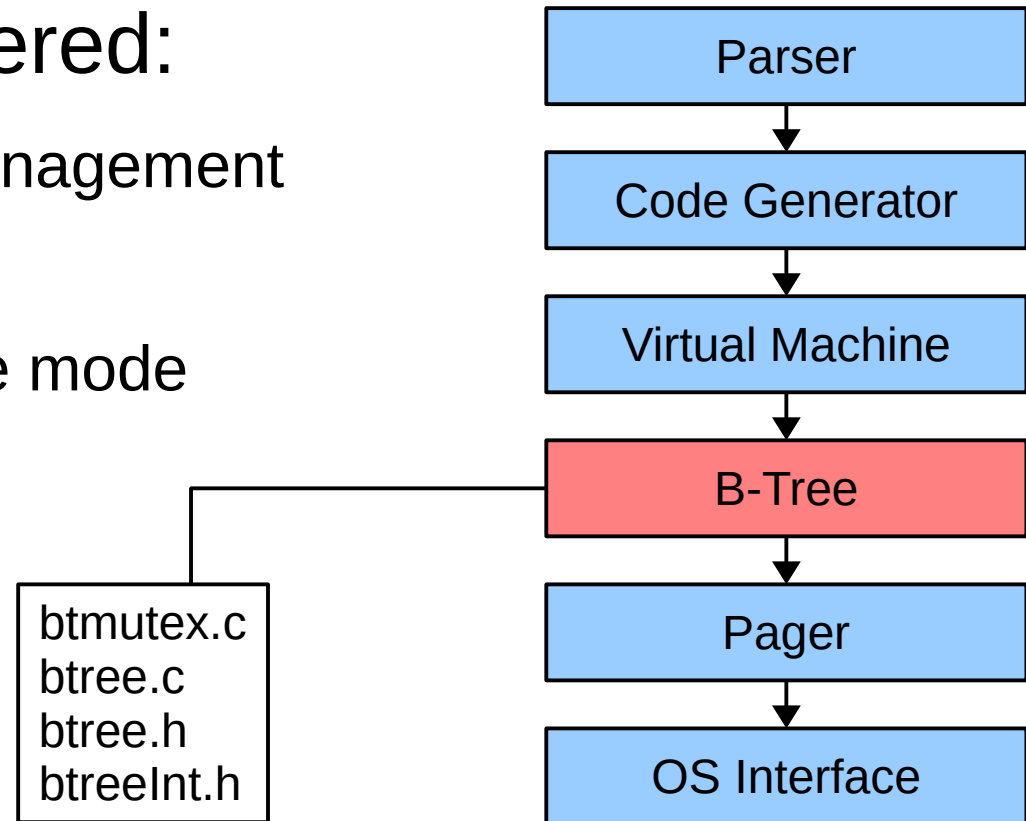 ered:
nagement
e mode
Parser
Code Generator
Virtual Machine
B-Tree
Pager
OS Interface
btmutex.c
btree.c
btree.h
btreeInt.h